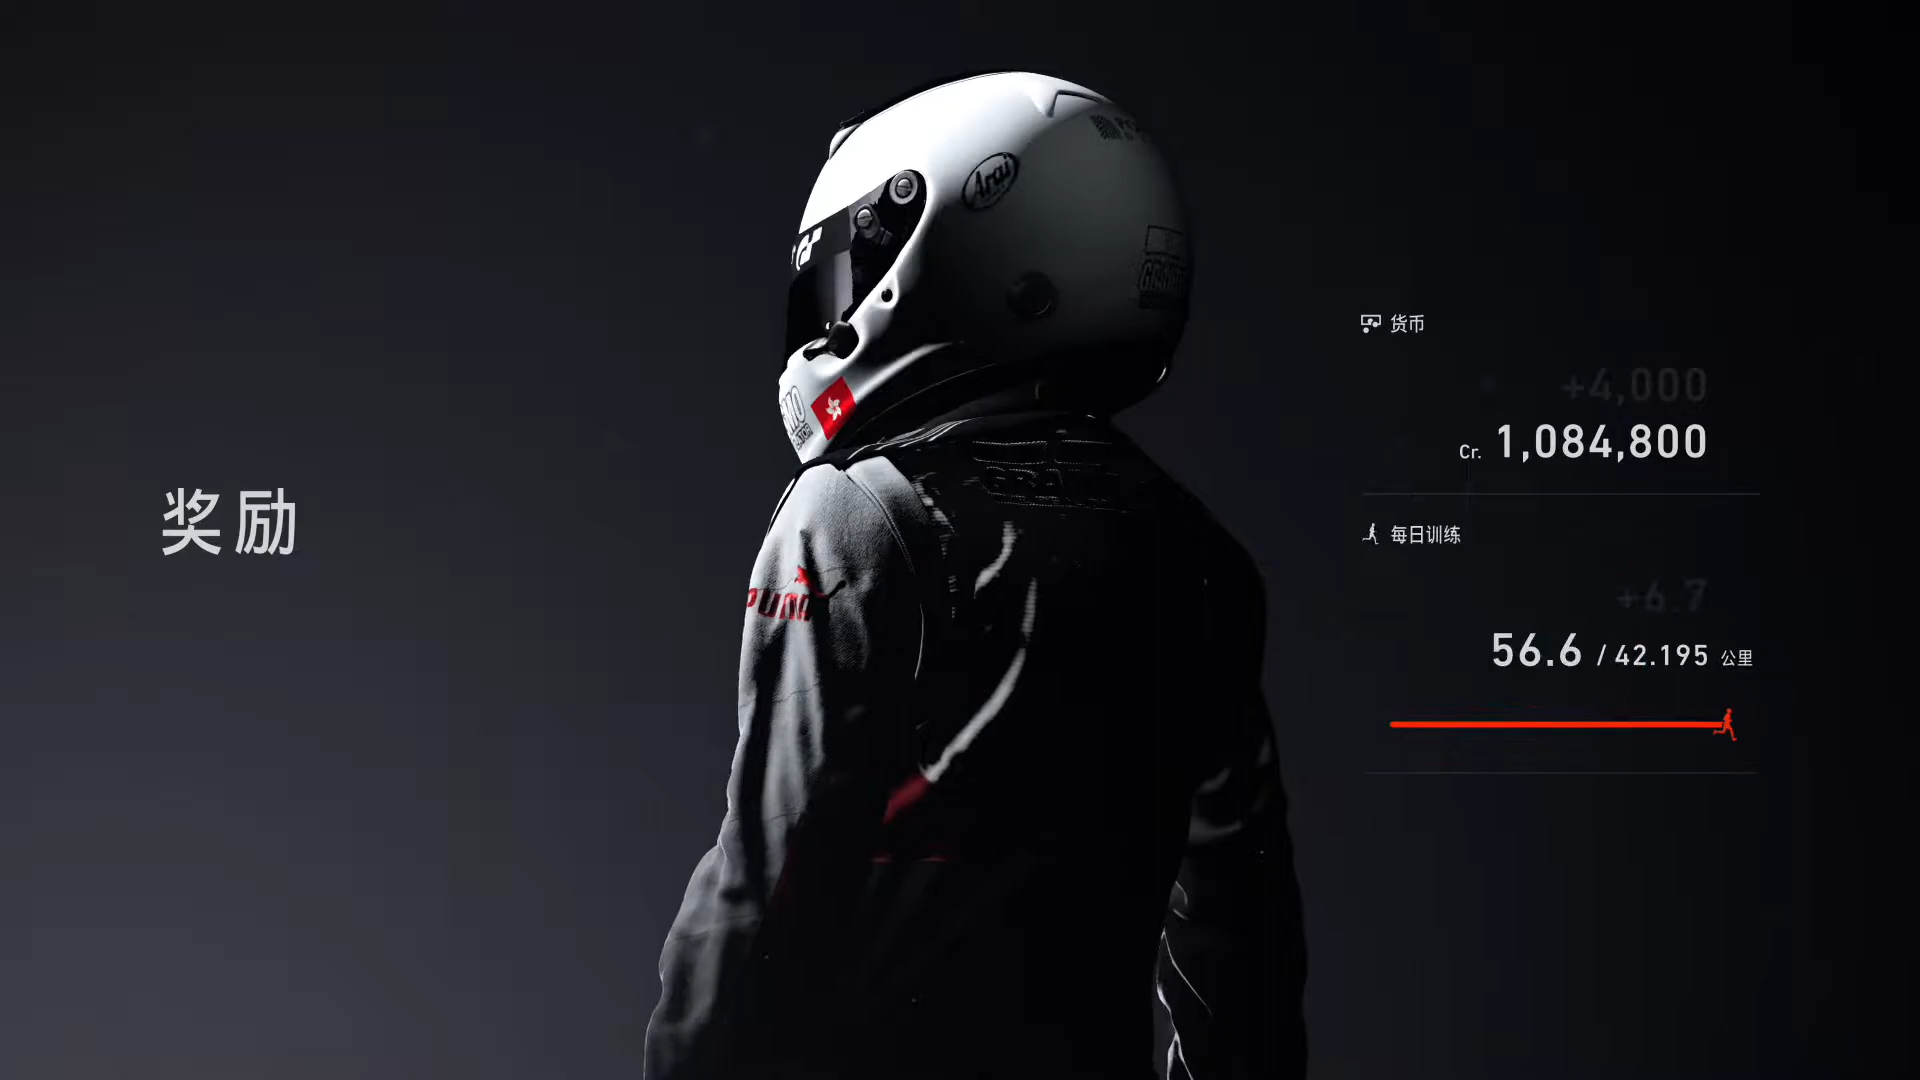 Arai
PUMA
奖励
货币
+4,000
Cr. 1,084,800
每日训练
+6.7
56.6 / 42.195 公里